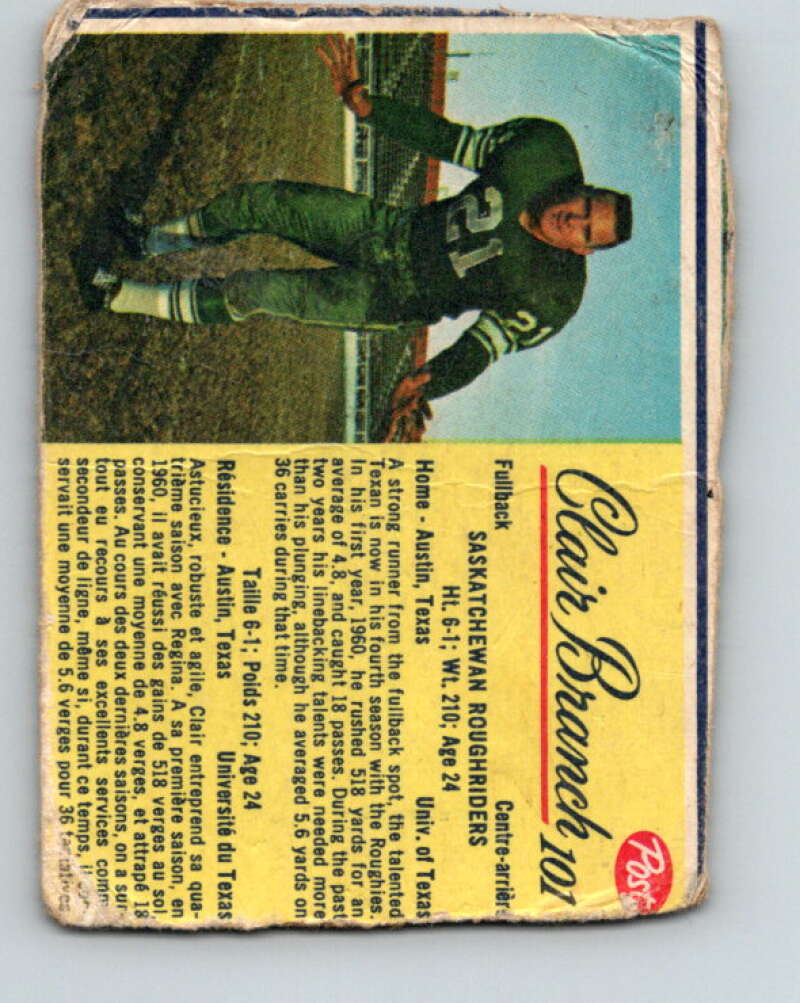 21
21
Clair Branch 101
Post
Fullback Centre-arrière
SASKATCHEWAN ROUGHRIDERS
Ht. 6-1; Wt. 210; Age 24
Home - Austin, Texas Univ. of Texas
A strong runner from the fullback spot, the talented
Texan is now in his fourth season with the Roughies.
In his first year, 1960, he rushed 518 yards for an
average of 4.8, and caught 18 passes. During the past
two years his linebacking talents were needed more
than his plunging, although he averaged 5.6 yards on
36 carries during that time.
Taille 6-1; Poids 210; Age 24
Résidence - Austin, Texas Université du Texas
Astucieux, robuste et agile, Clair entreprend sa qua-
trième saison avec Regina. A sa première saison, en
1960, il avait réussi des gains de 518 verges au sol,
conservant une moyenne de 4.8 verges, et attrapé 18
passes. Au cours des deux dernières saisons, on a sur-
tout eu recours à ses excellents services comme
secondeur de ligne, même si, durant ce temps, il
servait une moyenne de 5.6 verges pour 36